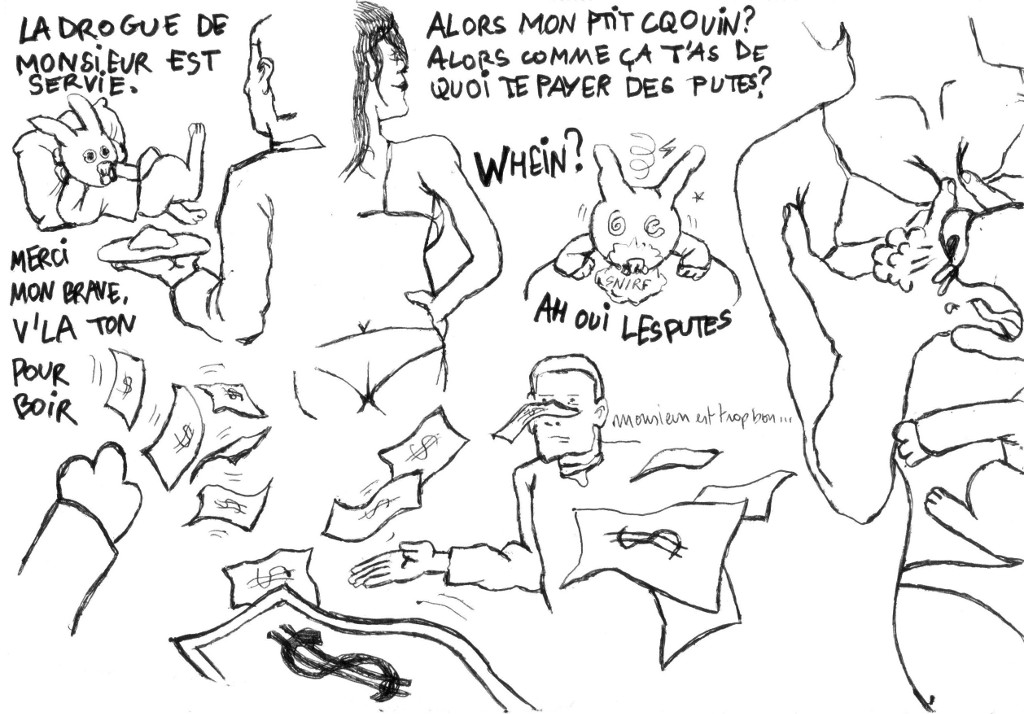 LA DROGUE DE
MONSIEUR EST
SERVIE.
ALORS MON PTIT CQOUIN?
ALORS COMME ÇA T'AS DE
QUOI TE PAYER DES PUTES?
WHEIN?
SNIRF
AH OUI LES PUTES
MERCI
MON BRAVE,
V'LA TON
POUR
BOIR
$
$
$
$
$
$
$
$
$
monsieur est trop bon...